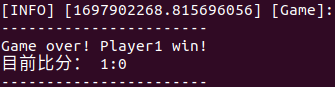 [INFO] [1697902268.815696056] [Game]:
-----------------------
Game over! Player1 win!
目前比分： 1:0
-----------------------